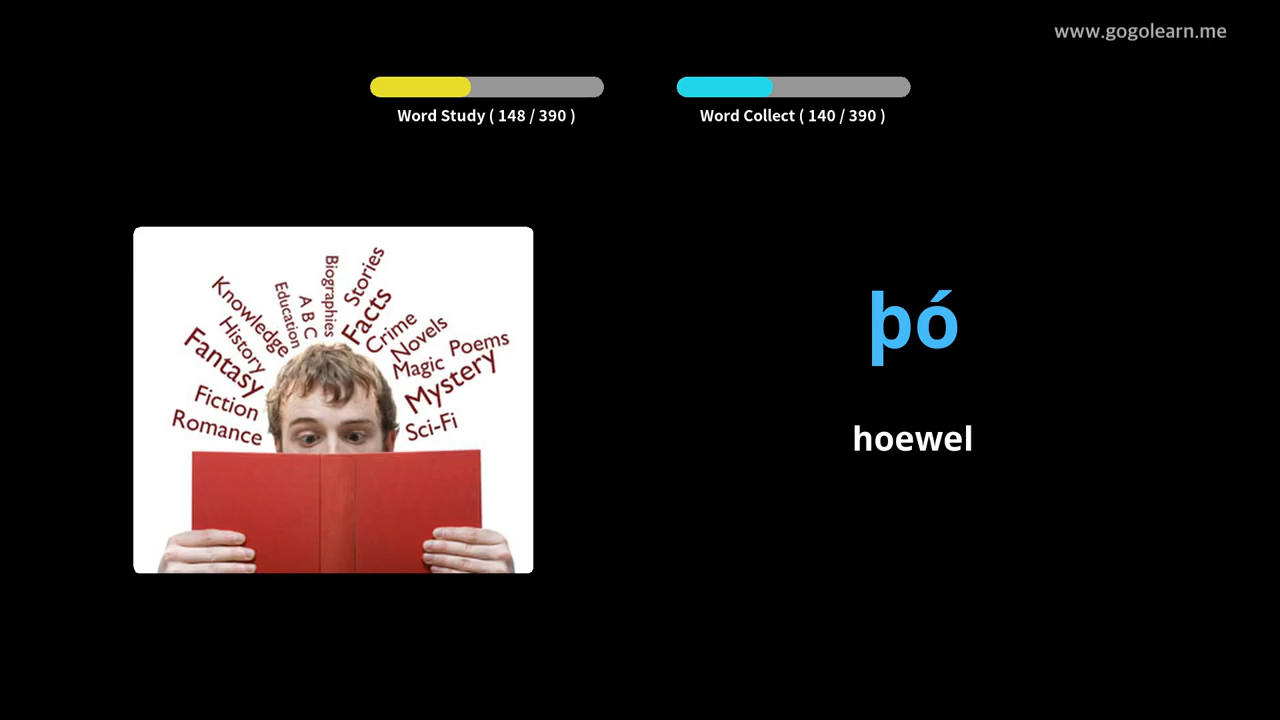 www.gogolearn.me
Word Study ( 148 / 390 )
Word Collect ( 140 / 390 )
Biographies
Stories
Education
A B C
Facts
Knowledge
Crime
History
Novels
Fantasy
Magic
Poems
Mystery
Fiction
Romance
Sci-Fi
þó
hoewel